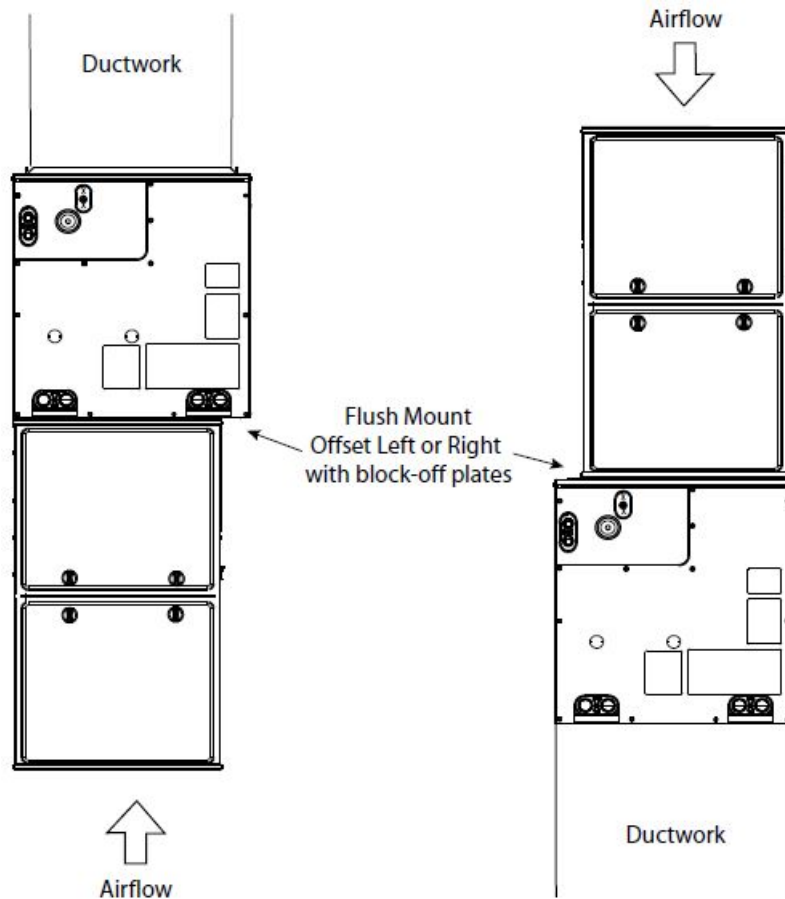 Ductwork
Airflow
Flush Mount
Offset Left or Right
with block-off plates
Ductwork
Airflow